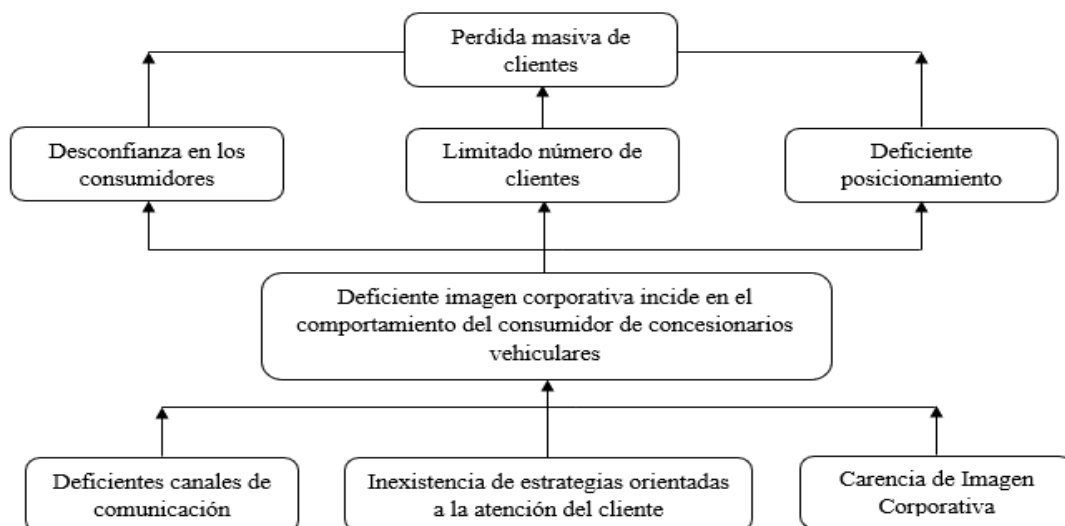 Perdida masiva de
clientes
Desconfianza en los
consumidores
Limitado número de
clientes
Deficiente
posicionamiento
Deficiente imagen corporativa incide en el
comportamiento del consumidor de concesionarios
vehiculares
Deficientes canales de
comunicación
Inexistencia de estrategias orientadas
a la atención del cliente
Carencia de Imagen
Corporativa